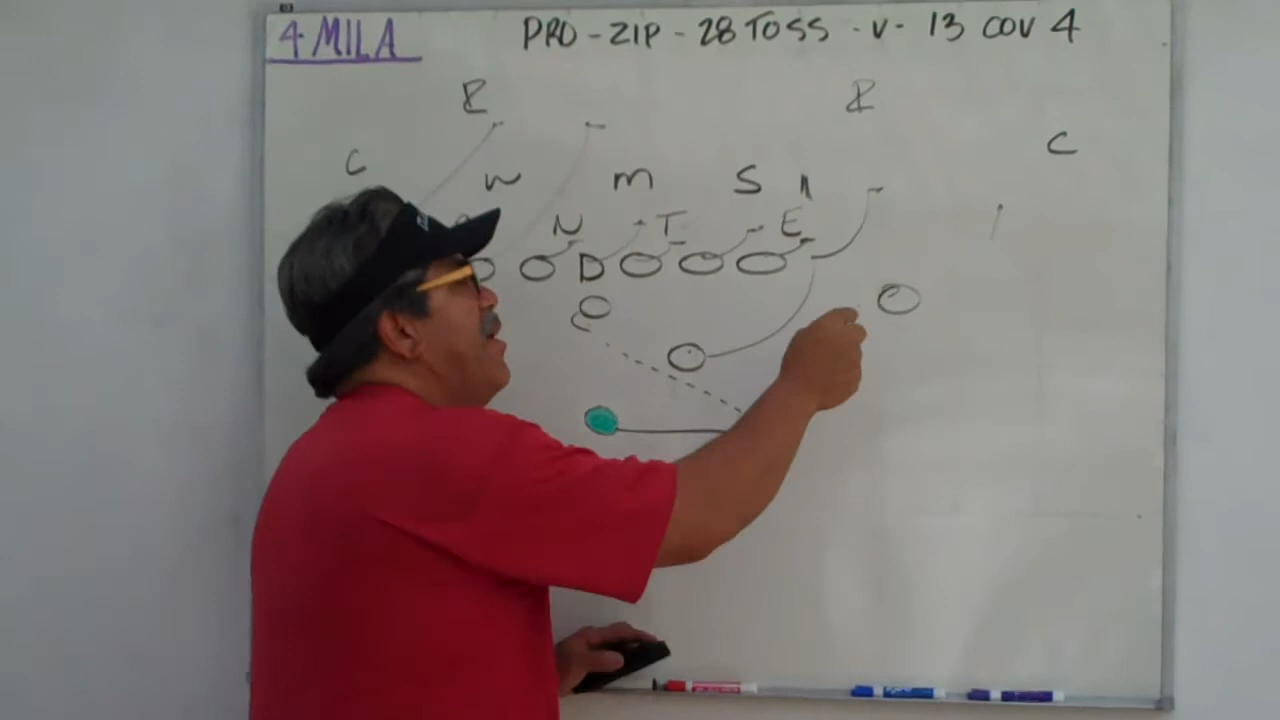 4 MILA
PRO - ZIP - 28 TOSS - V - 13 COV 4
C
C
W M S
N T E
D